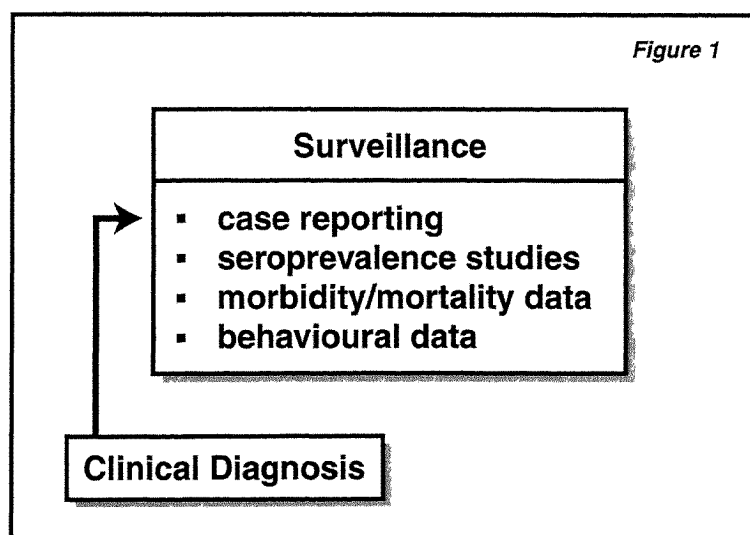 Figure 1
Surveillance
▪ case reporting
▪ seroprevalence studies
▪ morbidity/mortality data
▪ behavioural data
Clinical Diagnosis